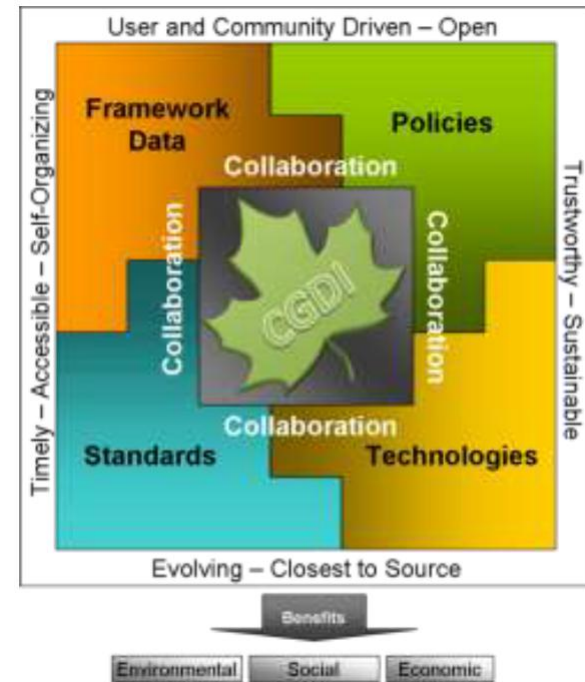 User and Community Driven – Open
Timely – Accessible – Self-Organizing
Framework
Data
Policies
Collaboration
Collaboration
CGDI
Collaboration
Collaboration
Standards
Technologies
Trustworthy – Sustainable
Evolving – Closest to Source
Benefits
Environmental
Social
Economic